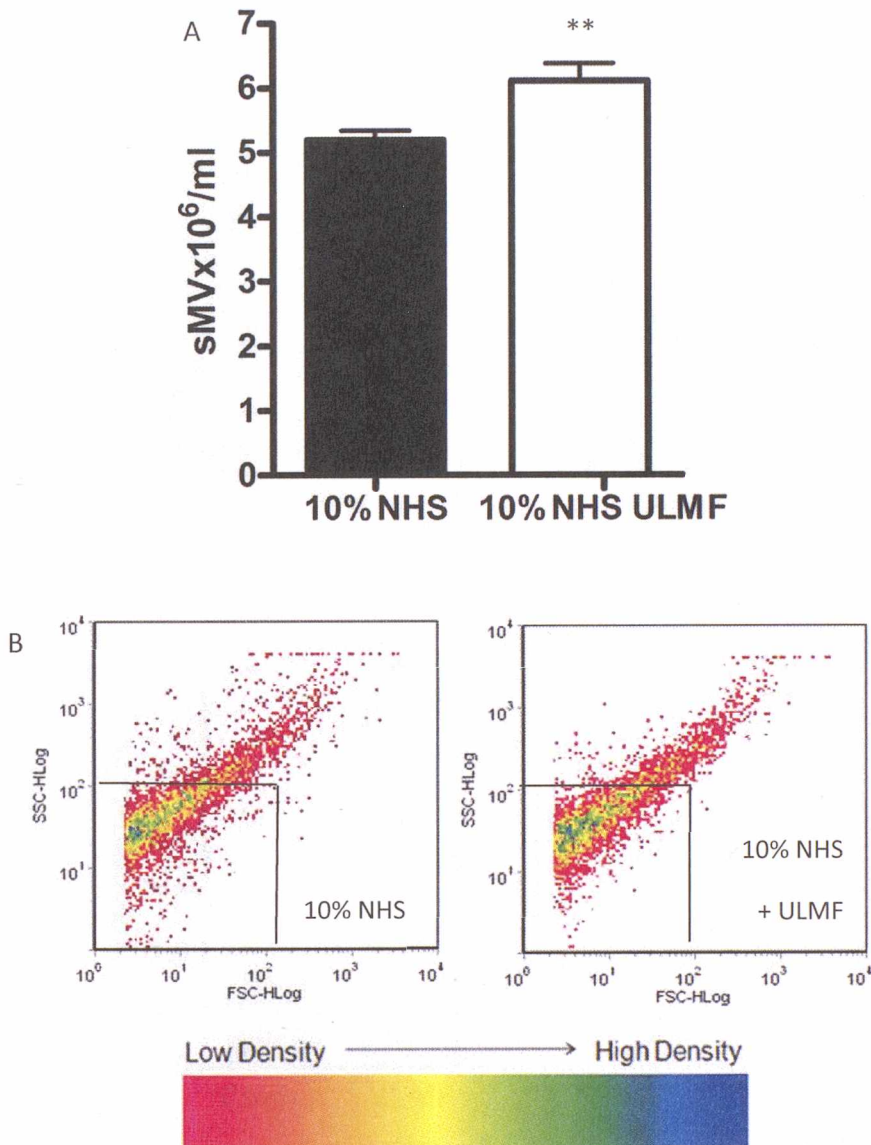 A
**
sMVx10⁶/ml
7
6
5
4
3
2
1
0
10% NHS
10% NHS ULMF
B
10⁴
10³
10²
10¹
SSC-HLog
10% NHS
10⁰ 10¹ 10² 10³ 10⁴
FSC-HLog
10⁴
10³
10²
10¹
SSC-HLog
10% NHS
+ ULMF
10⁰ 10¹ 10² 10³ 10⁴
FSC-HLog
Low Density
High Density